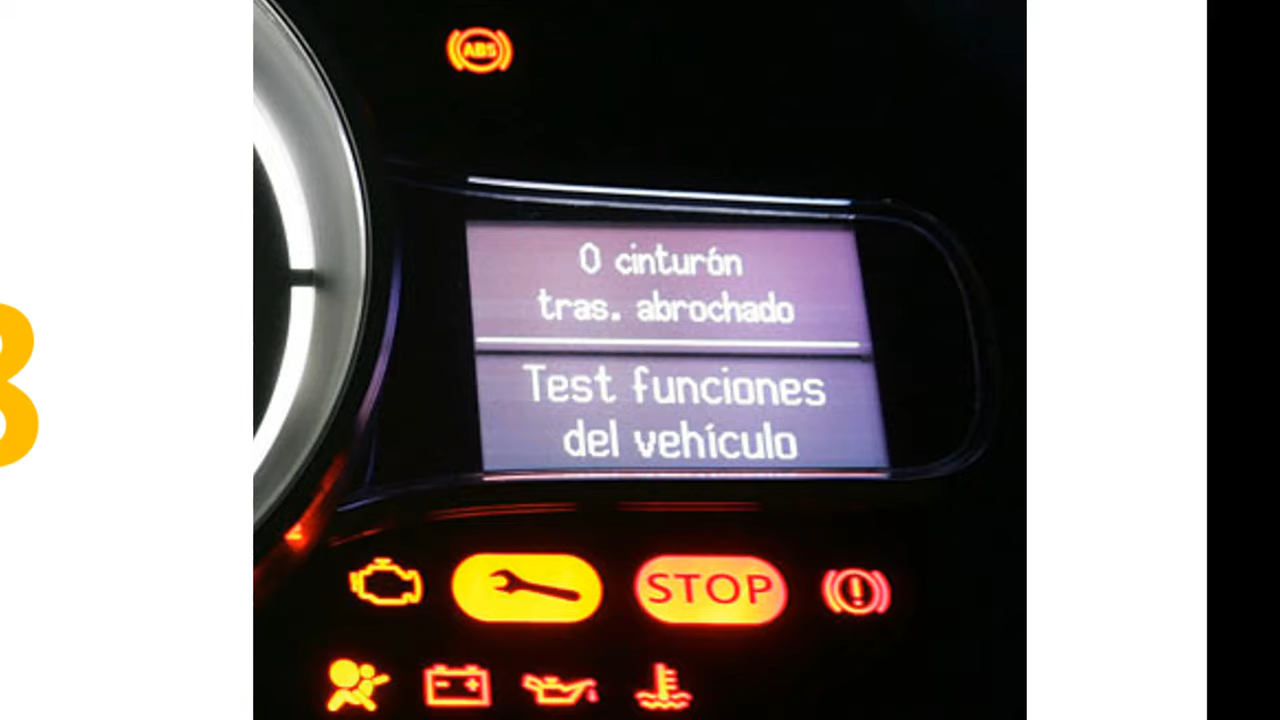 ABS
0 cinturón
tras. abrochado
Test funciones
del vehículo
STOP